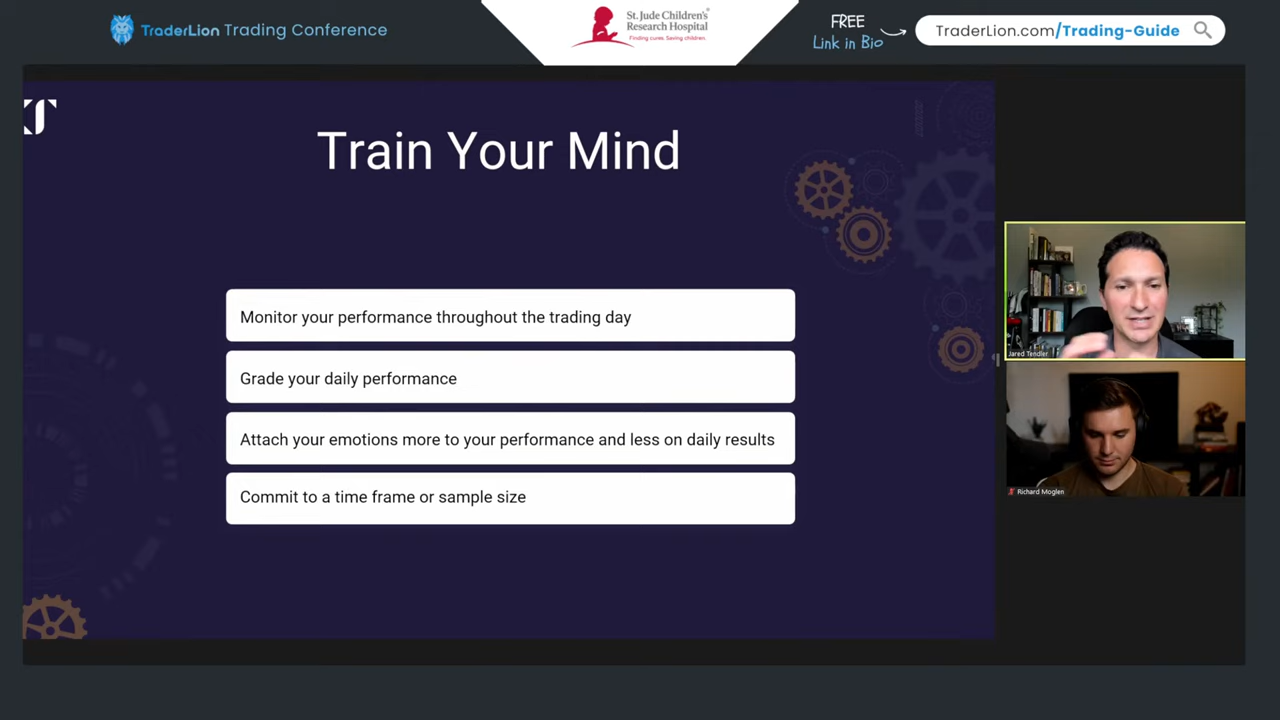 TraderLion Trading Conference
St. Jude Children's
Research Hospital
Finding cures. Saving children.
FREE
Link in Bio
TraderLion.com/Trading-Guide
Train Your Mind
Monitor your performance throughout the trading day
Grade your daily performance
Attach your emotions more to your performance and less on daily results
Commit to a time frame or sample size
Jared Tendler
Richard Moglen